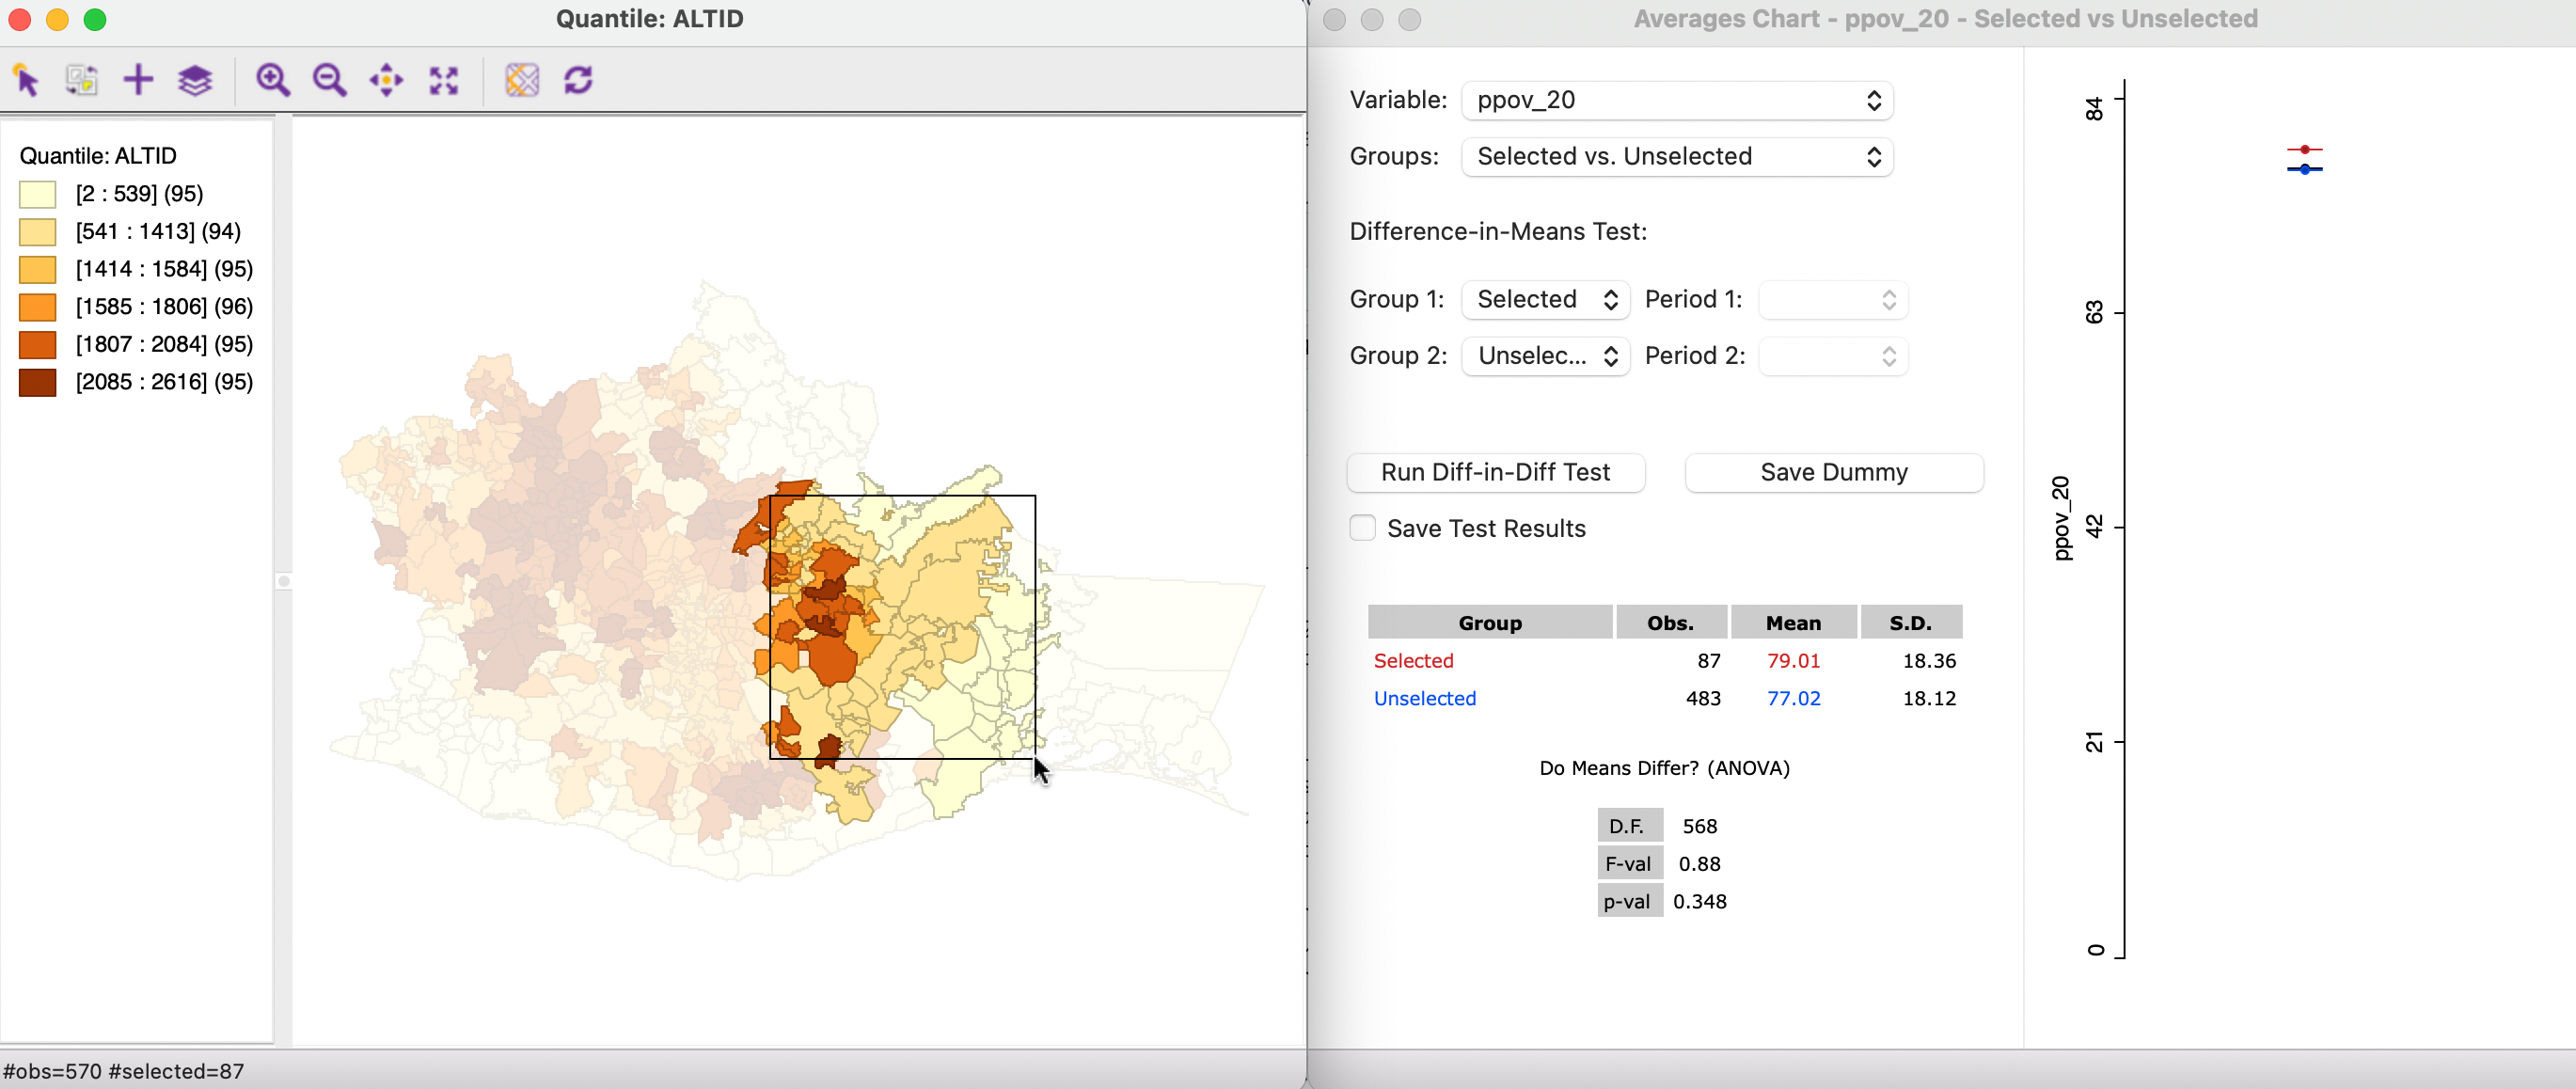 Quantile: ALTID
Quantile: ALTID
[2 : 539] (95)
[541 : 1413] (94)
[1414 : 1584] (95)
[1585 : 1806] (96)
[1807 : 2084] (95)
[2085 : 2616] (95)
#obs=570 #selected=87
Averages Chart - ppov_20 - Selected vs Unselected
Variable: ppov_20
Groups: Selected vs. Unselected
Difference-in-Means Test:
Group 1: Selected Period 1:
Group 2: Unselec... Period 2:
Run Diff-in-Diff Test Save Dummy
Save Test Results
Group Obs. Mean S.D.
Selected 87 79.01 18.36
Unselected 483 77.02 18.12
Do Means Differ? (ANOVA)
D.F. 568
F-val 0.88
p-val 0.348
ppov_20
84
63
42
21
0